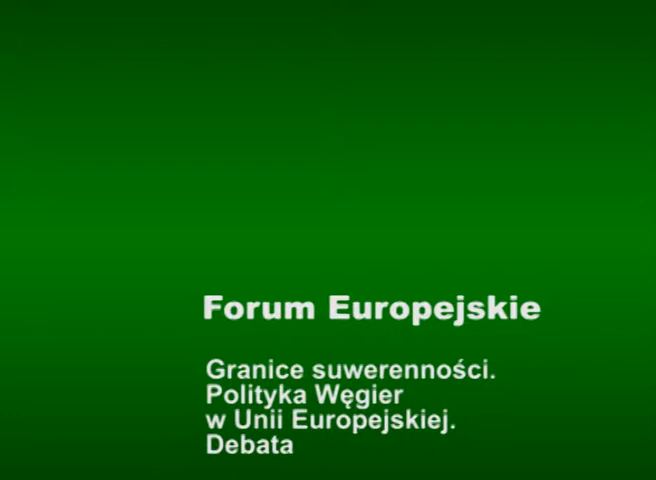 Forum Europejskie
Granice suwerenności.
Polityka Węgier
w Unii Europejskiej.
Debata